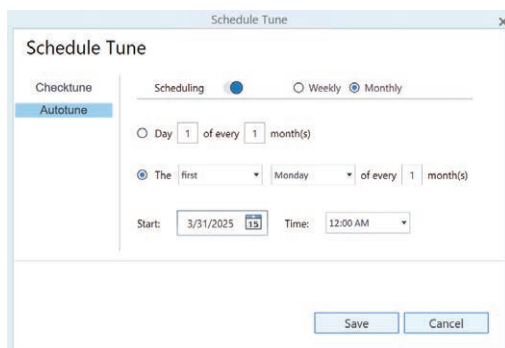 Schedule Tune
Schedule Tune
Checktune
Scheduling Weekly Monthly
Autotune
Day 1 of every 1 month(s)
The first Monday of every 1 month(s)
Start: 3/31/2025 15 Time: 12:00 AM
Save Cancel